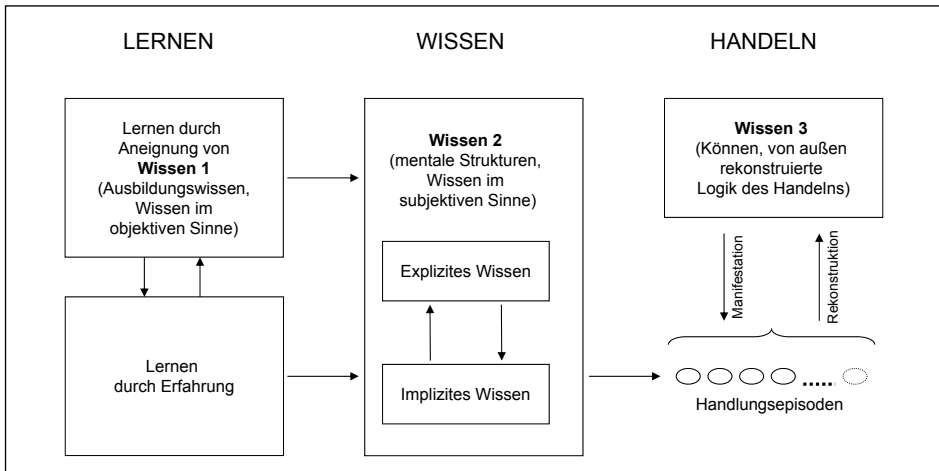 LERNEN
WISSEN
HANDELN
Lernen durch
Aneignung von
Wissen 1
(Ausbildungswissen,
Wissen im
objektiven Sinne)
Lernen
durch Erfahrung
Wissen 2
(mentale Strukturen,
Wissen im
subjektiven Sinne)
Explizites Wissen
Implizites Wissen
Wissen 3
(Können, von außen
rekonstruierte
Logik des Handelns)
Manifestation
Rekonstruktion
Handlungsepisoden